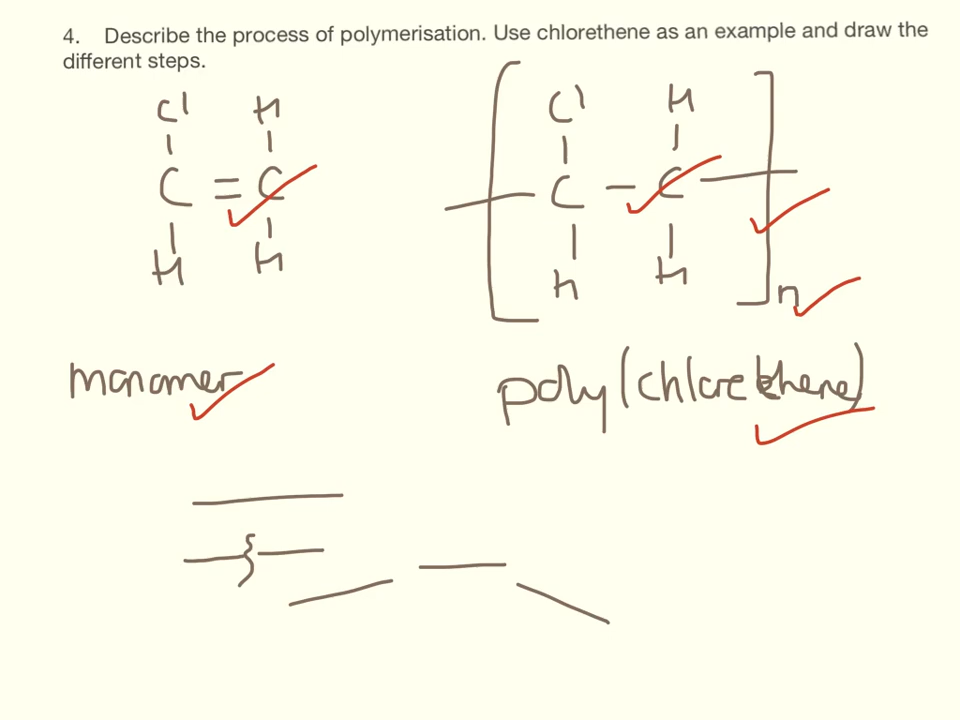 4. Describe the process of polymerisation. Use chlorethene as an example and draw the
different steps.
Cl H
C = C
H H
Cl H
C - C
h H
n
monomer
poly(chlorethene)